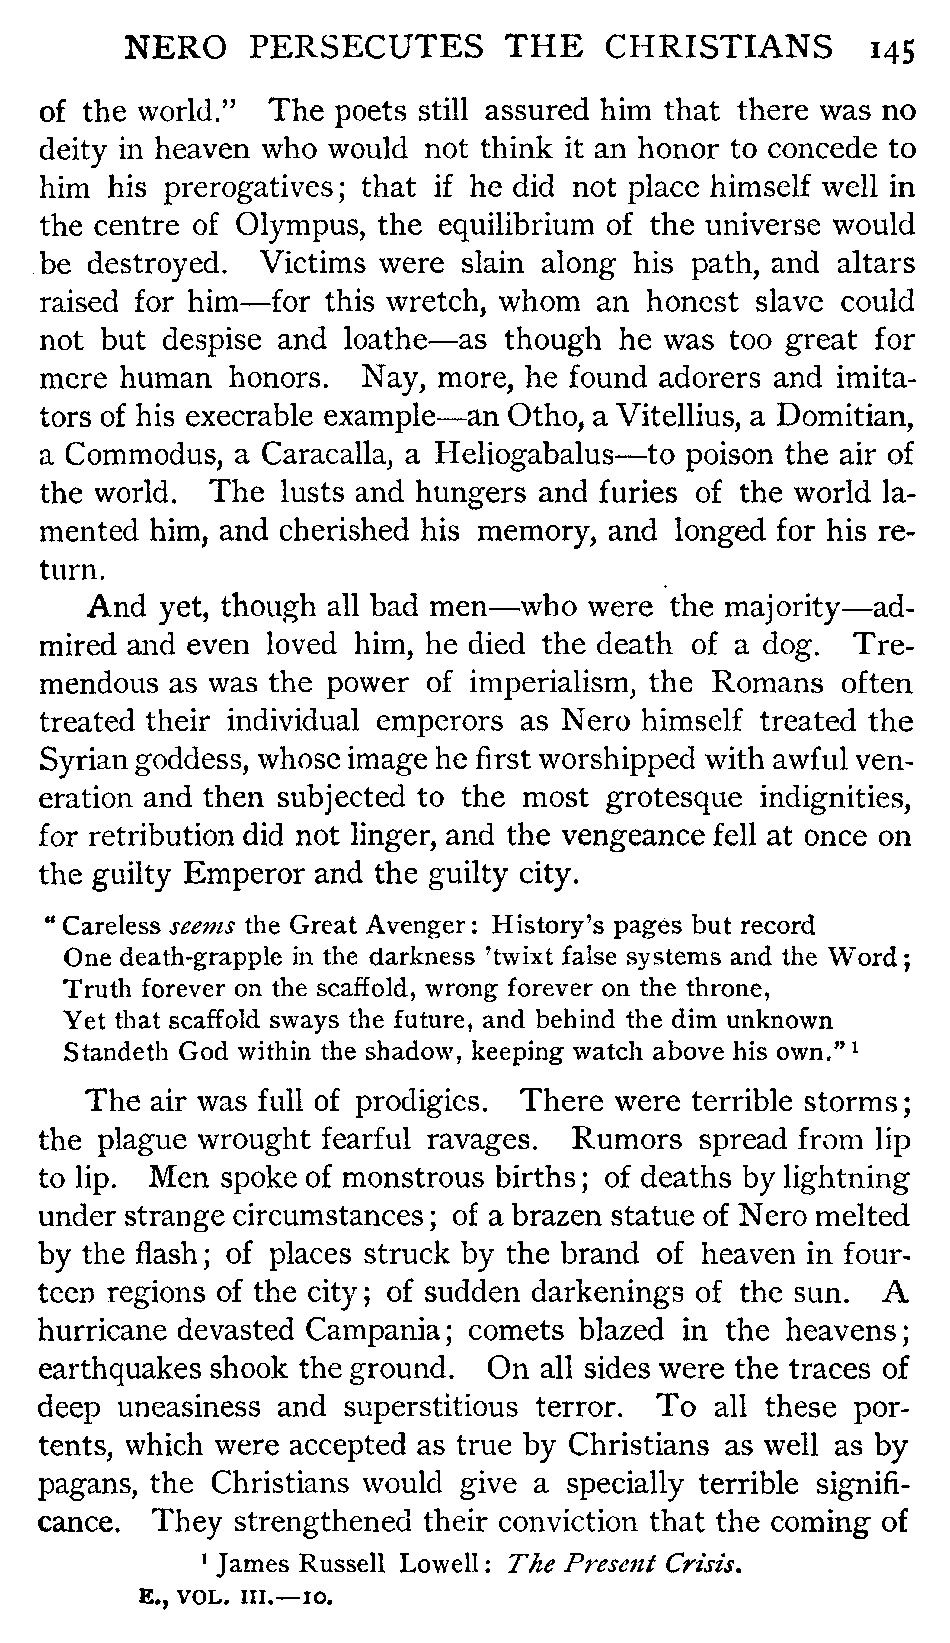 NERO PERSECUTES THE CHRISTIANS 145
of the world." The poets still assured him that there was no
deity in heaven who would not think it an honor to concede to
him his prerogatives; that if he did not place himself well in
the centre of Olympus, the equilibrium of the universe would
be destroyed. Victims were slain along his path, and altars
raised for him—for this wretch, whom an honest slave could
not but despise and loathe—as though he was too great for
mere human honors. Nay, more, he found adorers and imita-
tors of his execrable example—an Otho, a Vitellius, a Domitian,
a Commodus, a Caracalla, a Heliogabalus—to poison the air of
the world. The lusts and hungers and furies of the world la-
mented him, and cherished his memory, and longed for his re-
turn.
And yet, though all bad men—who were the majority—ad-
mired and even loved him, he died the death of a dog. Tre-
mendous as was the power of imperialism, the Romans often
treated their individual emperors as Nero himself treated the
Syrian goddess, whose image he first worshipped with awful ven-
eration and then subjected to the most grotesque indignities,
for retribution did not linger, and the vengeance fell at once on
the guilty Emperor and the guilty city.
"Careless seems the Great Avenger: History's pages but record
One death-grapple in the darkness 'twixt false systems and the Word;
Truth forever on the scaffold, wrong forever on the throne,
Yet that scaffold sways the future, and behind the dim unknown
Standeth God within the shadow, keeping watch above his own." ¹
The air was full of prodigies. There were terrible storms;
the plague wrought fearful ravages. Rumors spread from lip
to lip. Men spoke of monstrous births; of deaths by lightning
under strange circumstances; of a brazen statue of Nero melted
by the flash; of places struck by the brand of heaven in four-
teen regions of the city; of sudden darkenings of the sun. A
hurricane devasted Campania; comets blazed in the heavens;
earthquakes shook the ground. On all sides were the traces of
deep uneasiness and superstitious terror. To all these por-
tents, which were accepted as true by Christians as well as by
pagans, the Christians would give a specially terrible signifi-
cance. They strengthened their conviction that the coming of
¹ James Russell Lowell: The Present Crisis.
E., VOL. III.—10.